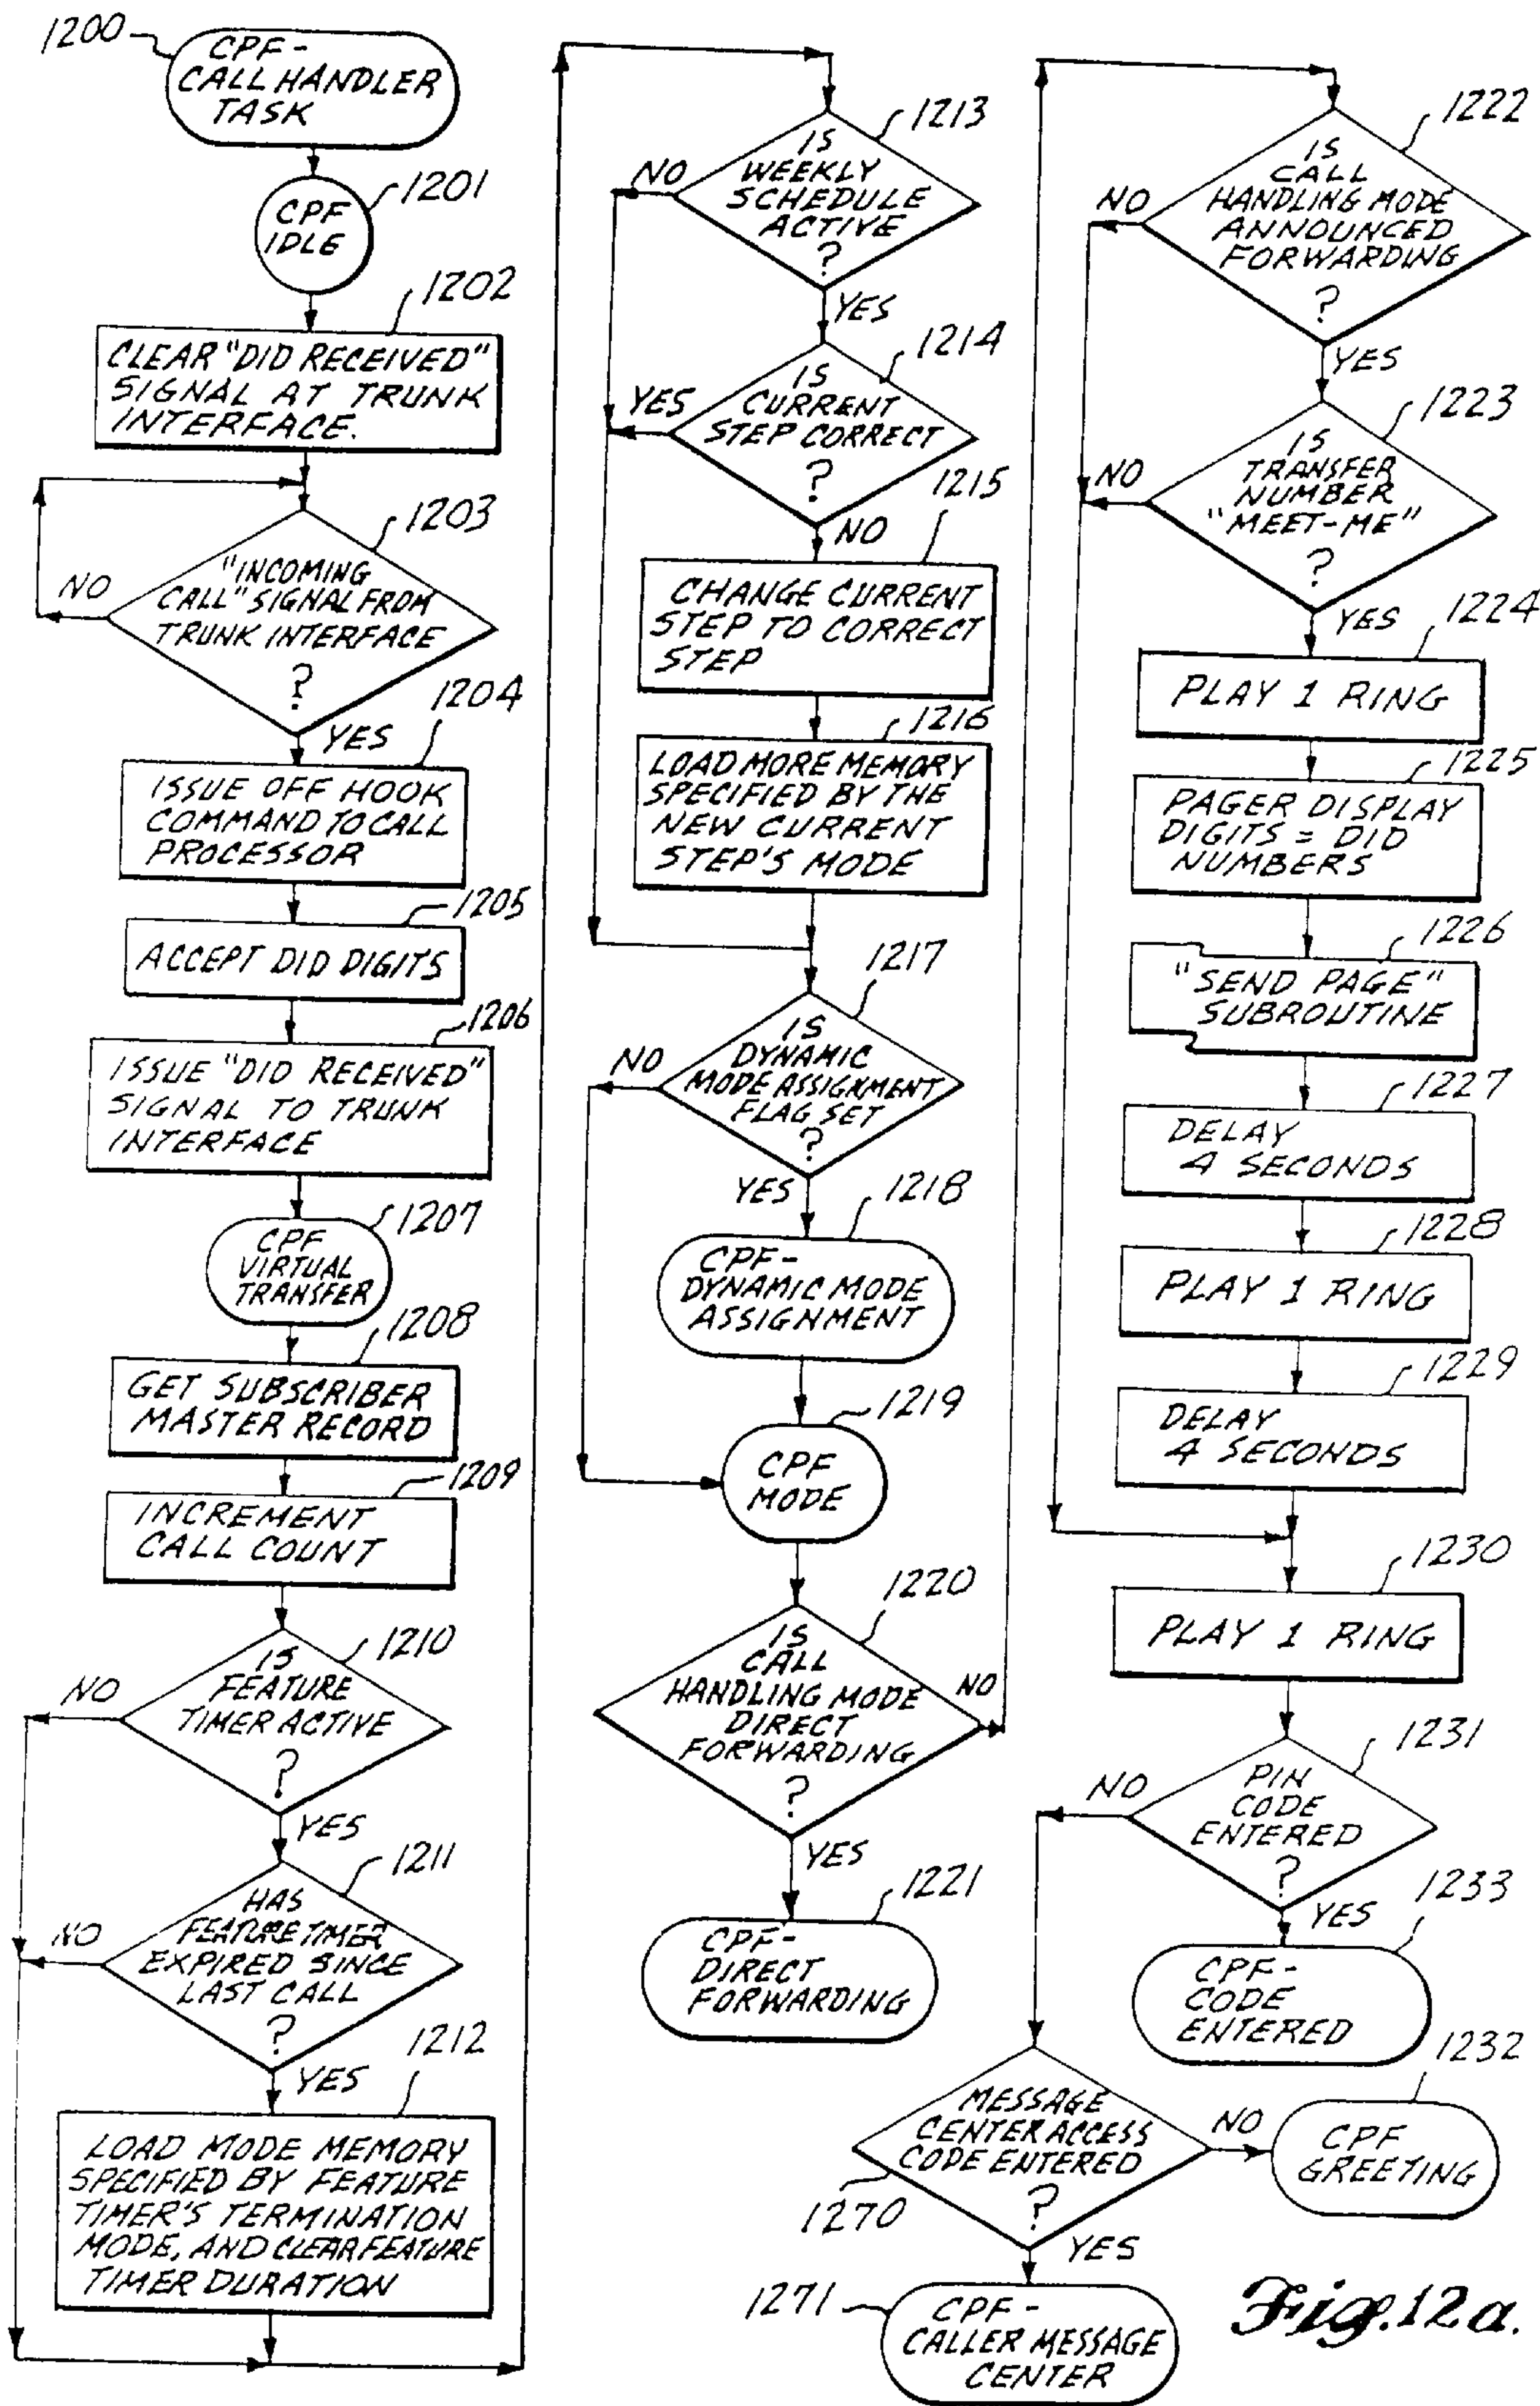 1200
CPF-
CALL HANDLER
TASK
1201
CPF
IDLE
1202
CLEAR "DID RECEIVED"
SIGNAL AT TRUNK
INTERFACE.
1203
"INCOMING
CALL" SIGNAL FROM
TRUNK INTERFACE
?
NO
YES
1204
ISSUE OFF HOOK
COMMAND TO CALL
PROCESSOR
1205
ACCEPT DID DIGITS
1206
ISSUE "DID RECEIVED"
SIGNAL TO TRUNK
INTERFACE
1207
CPF
VIRTUAL
TRANSFER
1208
GET SUBSCRIBER
MASTER RECORD
1209
INCREMENT
CALL COUNT
1210
IS
FEATURE
TIMER ACTIVE
?
NO
YES
1211
HAS
FEATURE TIMER
EXPIRED SINCE
LAST CALL
?
NO
YES
1212
LOAD MODE MEMORY
SPECIFIED BY FEATURE
TIMER'S TERMINATION
MODE, AND CLEAR FEATURE
TIMER DURATION
1213
IS
WEEKLY
SCHEDULE
ACTIVE
?
NO
YES
1214
IS
CURRENT
STEP CORRECT
?
YES
NO
1215
CHANGE CURRENT
STEP TO CORRECT
STEP
1216
LOAD MORE MEMORY
SPECIFIED BY THE
NEW CURRENT
STEP'S MODE
1217
IS
DYNAMIC
MODE ASSIGNMENT
FLAG SET
?
NO
YES
1218
CPF-
DYNAMIC MODE
ASSIGNMENT
1219
CPF
MODE
1220
IS
CALL
HANDLING MODE
DIRECT
FORWARDING
?
NO
YES
1221
CPF-
DIRECT
FORWARDING
1222
IS
CALL
HANDLING MODE
ANNOUNCED
FORWARDING
?
NO
YES
1223
IS
TRANSFER
NUMBER
"MEET-ME"
?
NO
YES
1224
PLAY 1 RING
1225
PAGER DISPLAY
DIGITS = DID
NUMBERS
1226
"SEND PAGE"
SUBROUTINE
1227
DELAY
4 SECONDS
1228
PLAY 1 RING
1229
DELAY
4 SECONDS
1230
PLAY 1 RING
1231
PIN
CODE
ENTERED
?
NO
YES
1233
CPF-
CODE
ENTERED
1270
MESSAGE
CENTER ACCESS
CODE ENTERED
?
NO
YES
1232
CPF
GREETING
1271
CPF-
CALLER MESSAGE
CENTER
Fig. 12a.